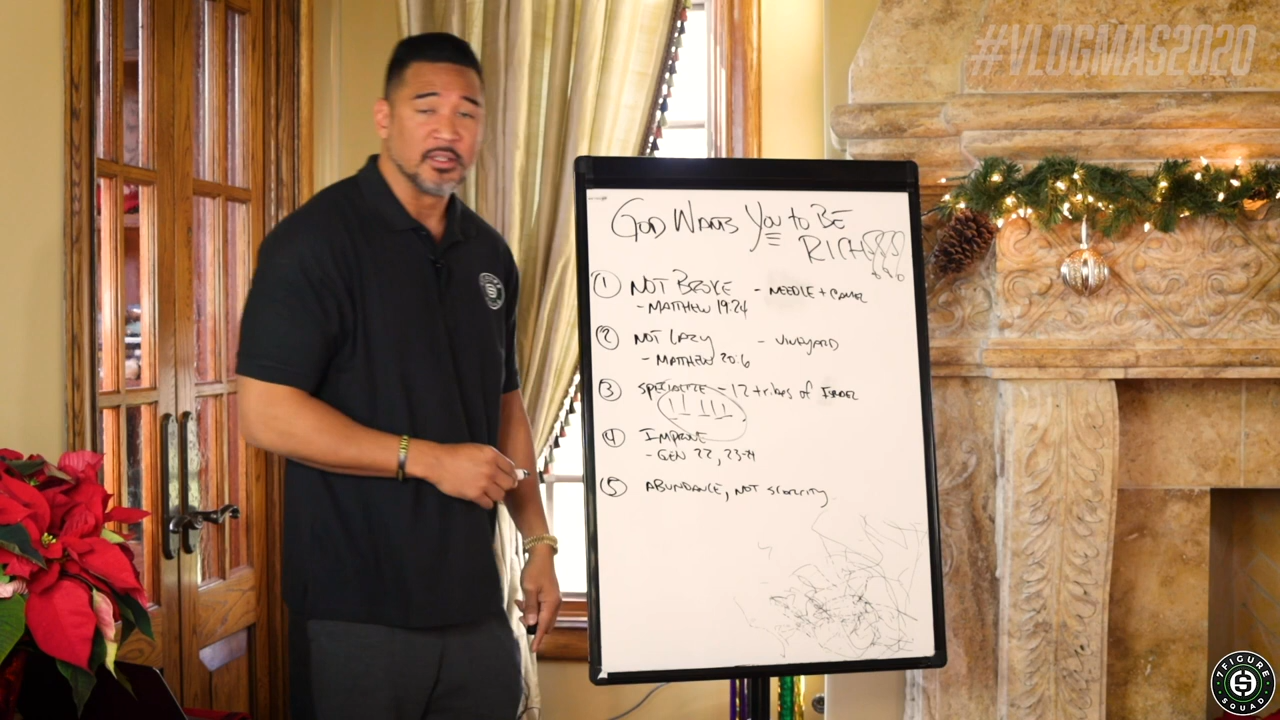 #VLOGMAS2020
GOD WANTS YOU TO BE
RICH!!!
① NOT BROKE - NEEDLE + CAMEL
- MATTHEW 19:24
② NOT LAZY - VINEYARD
- MATTHEW 20:6
③ SPECIALIZE - 12 tribes of ISRAEL
④ IMPROVE
- GEN 22, 23-24
⑤ ABUNDANCE, NOT SCARCITY
7 FIGURE
SQUAD